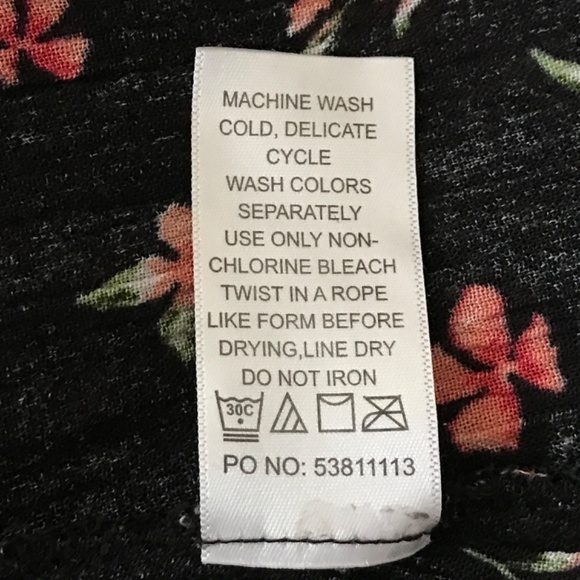 MACHINE WASH
COLD, DELICATE
CYCLE
WASH COLORS
SEPARATELY
USE ONLY NON-
CHLORINE BLEACH
TWIST IN A ROPE
LIKE FORM BEFORE
DRYING,LINE DRY
DO NOT IRON
30C
PO NO: 53811113